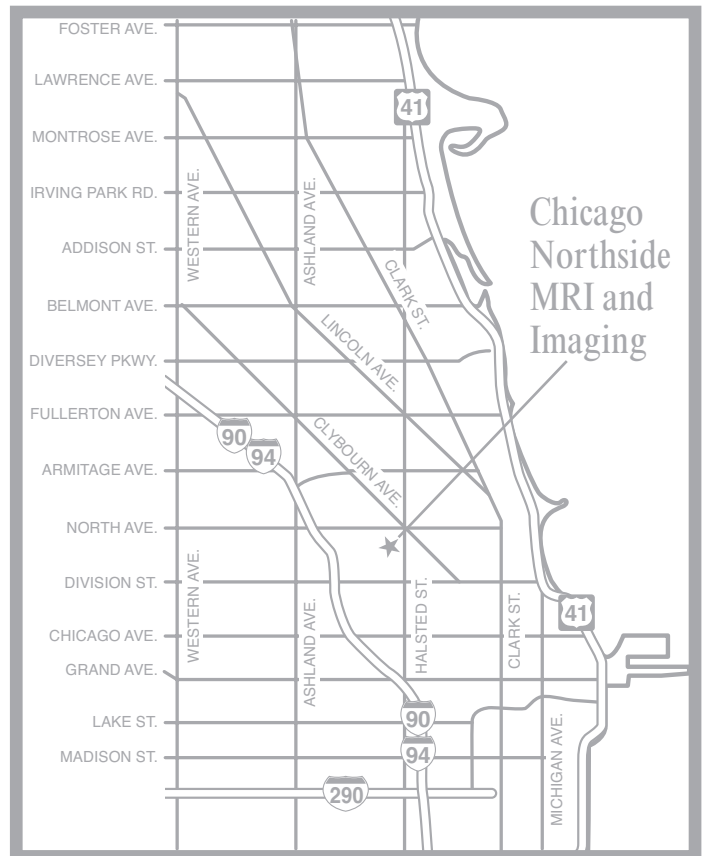 FOSTER AVE.
LAWRENCE AVE.
41
MONTROSE AVE.
IRVING PARK RD.
WESTERN AVE.
ASHLAND AVE.
Chicago
Northside
MRI and
Imaging
ADDISON ST.
CLARK ST.
BELMONT AVE.
LINCOLN AVE.
DIVERSEY PKWY.
FULLERTON AVE.
90
94
CLYBOURN AVE.
ARMITAGE AVE.
NORTH AVE.
DIVISION ST.
WESTERN AVE.
ASHLAND AVE.
HALSTED ST.
CLARK ST.
41
CHICAGO AVE.
GRAND AVE.
LAKE ST.
90
MADISON ST.
94
MICHIGAN AVE.
290